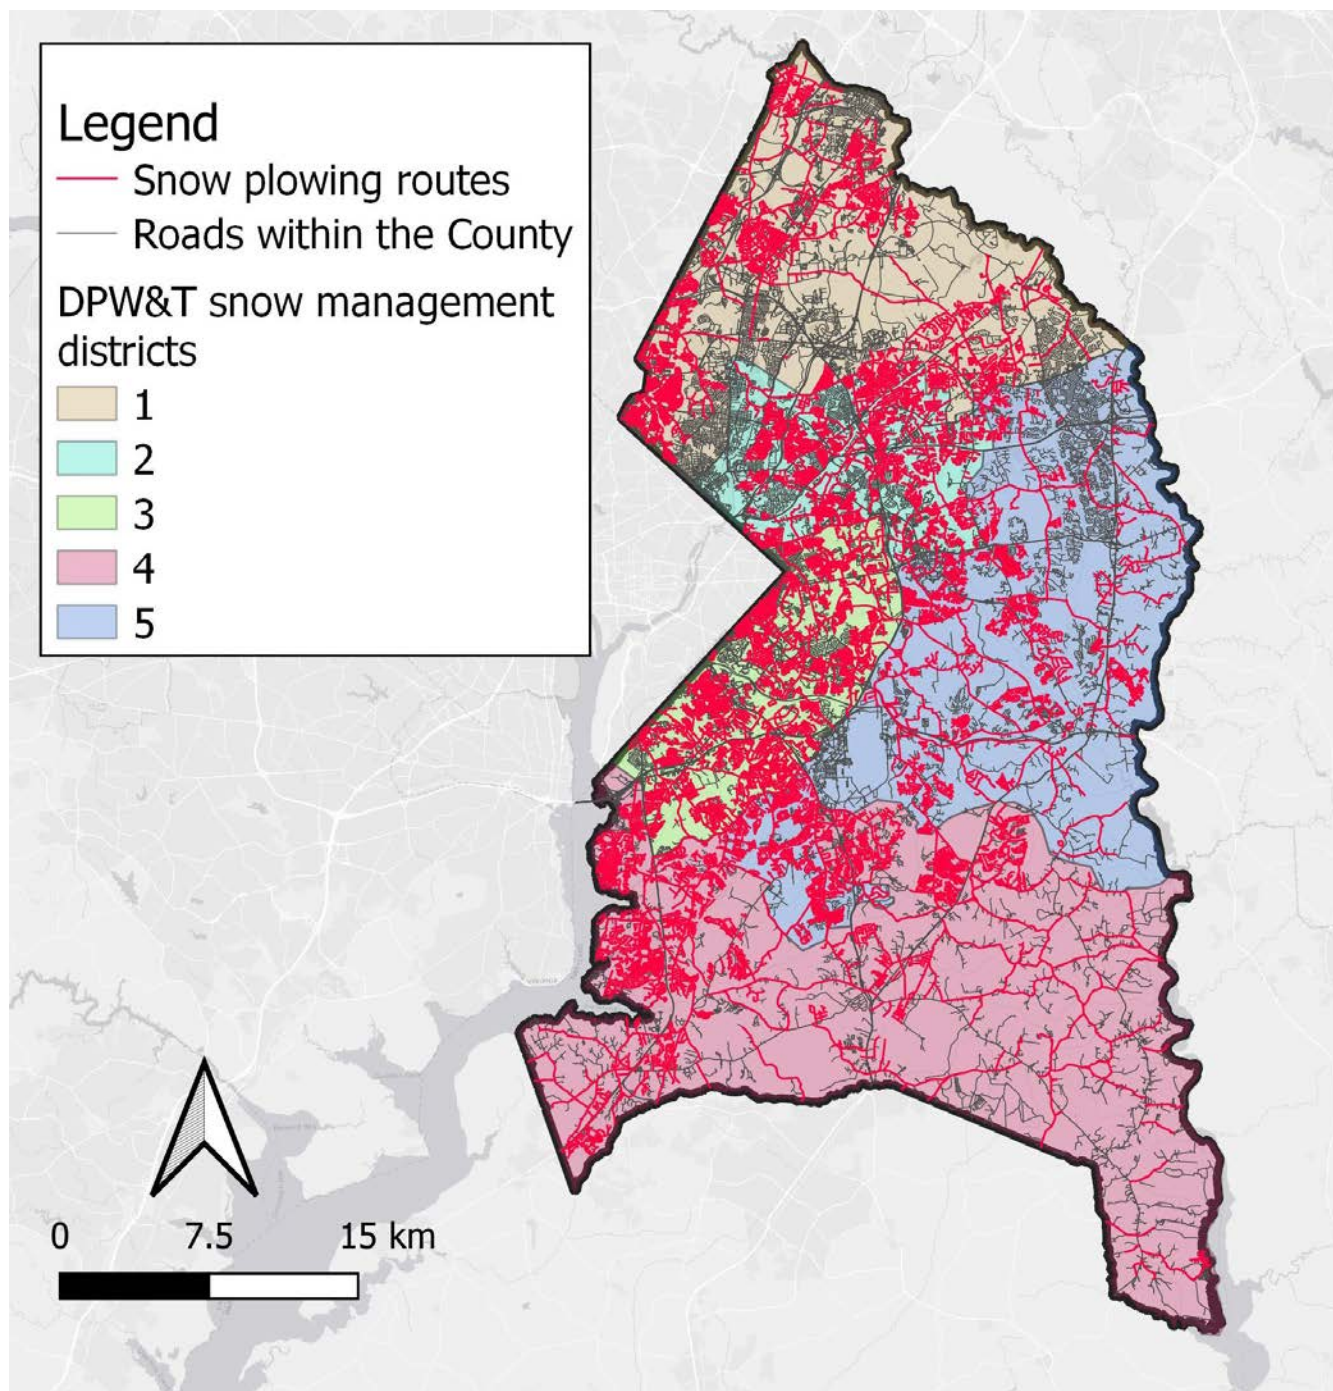 Legend
Snow plowing routes
Roads within the County
DPW&T snow management
districts
1
2
3
4
5
0 7.5 15 km